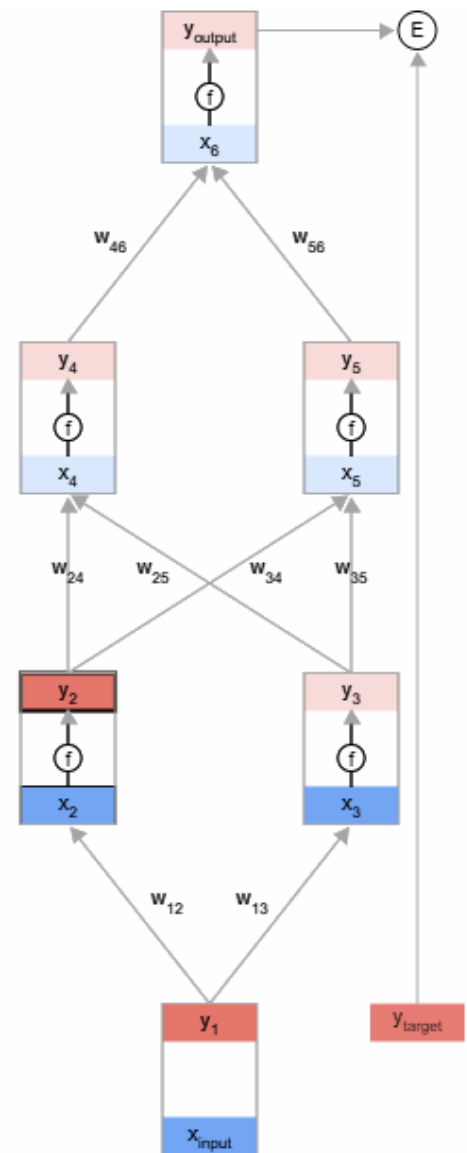 y_output
E
f
x_6
w_46
w_56
y_4
y_5
f
f
x_4
x_5
w_24
w_25
w_34
w_35
y_2
y_3
f
f
x_2
x_3
w_12
w_13
y_1
y_target
x_input